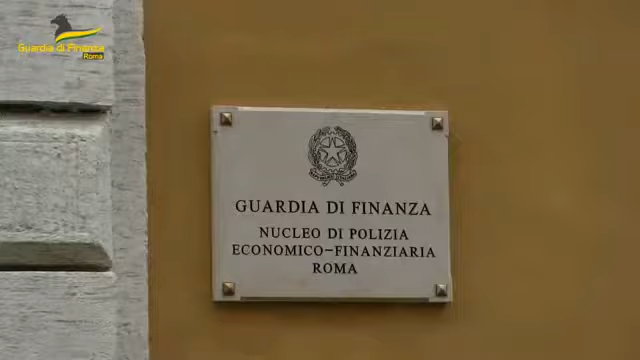 Guardia di Finanza
Roma
GUARDIA DI FINANZA
NUCLEO DI POLIZIA
ECONOMICO-FINANZIARIA
ROMA